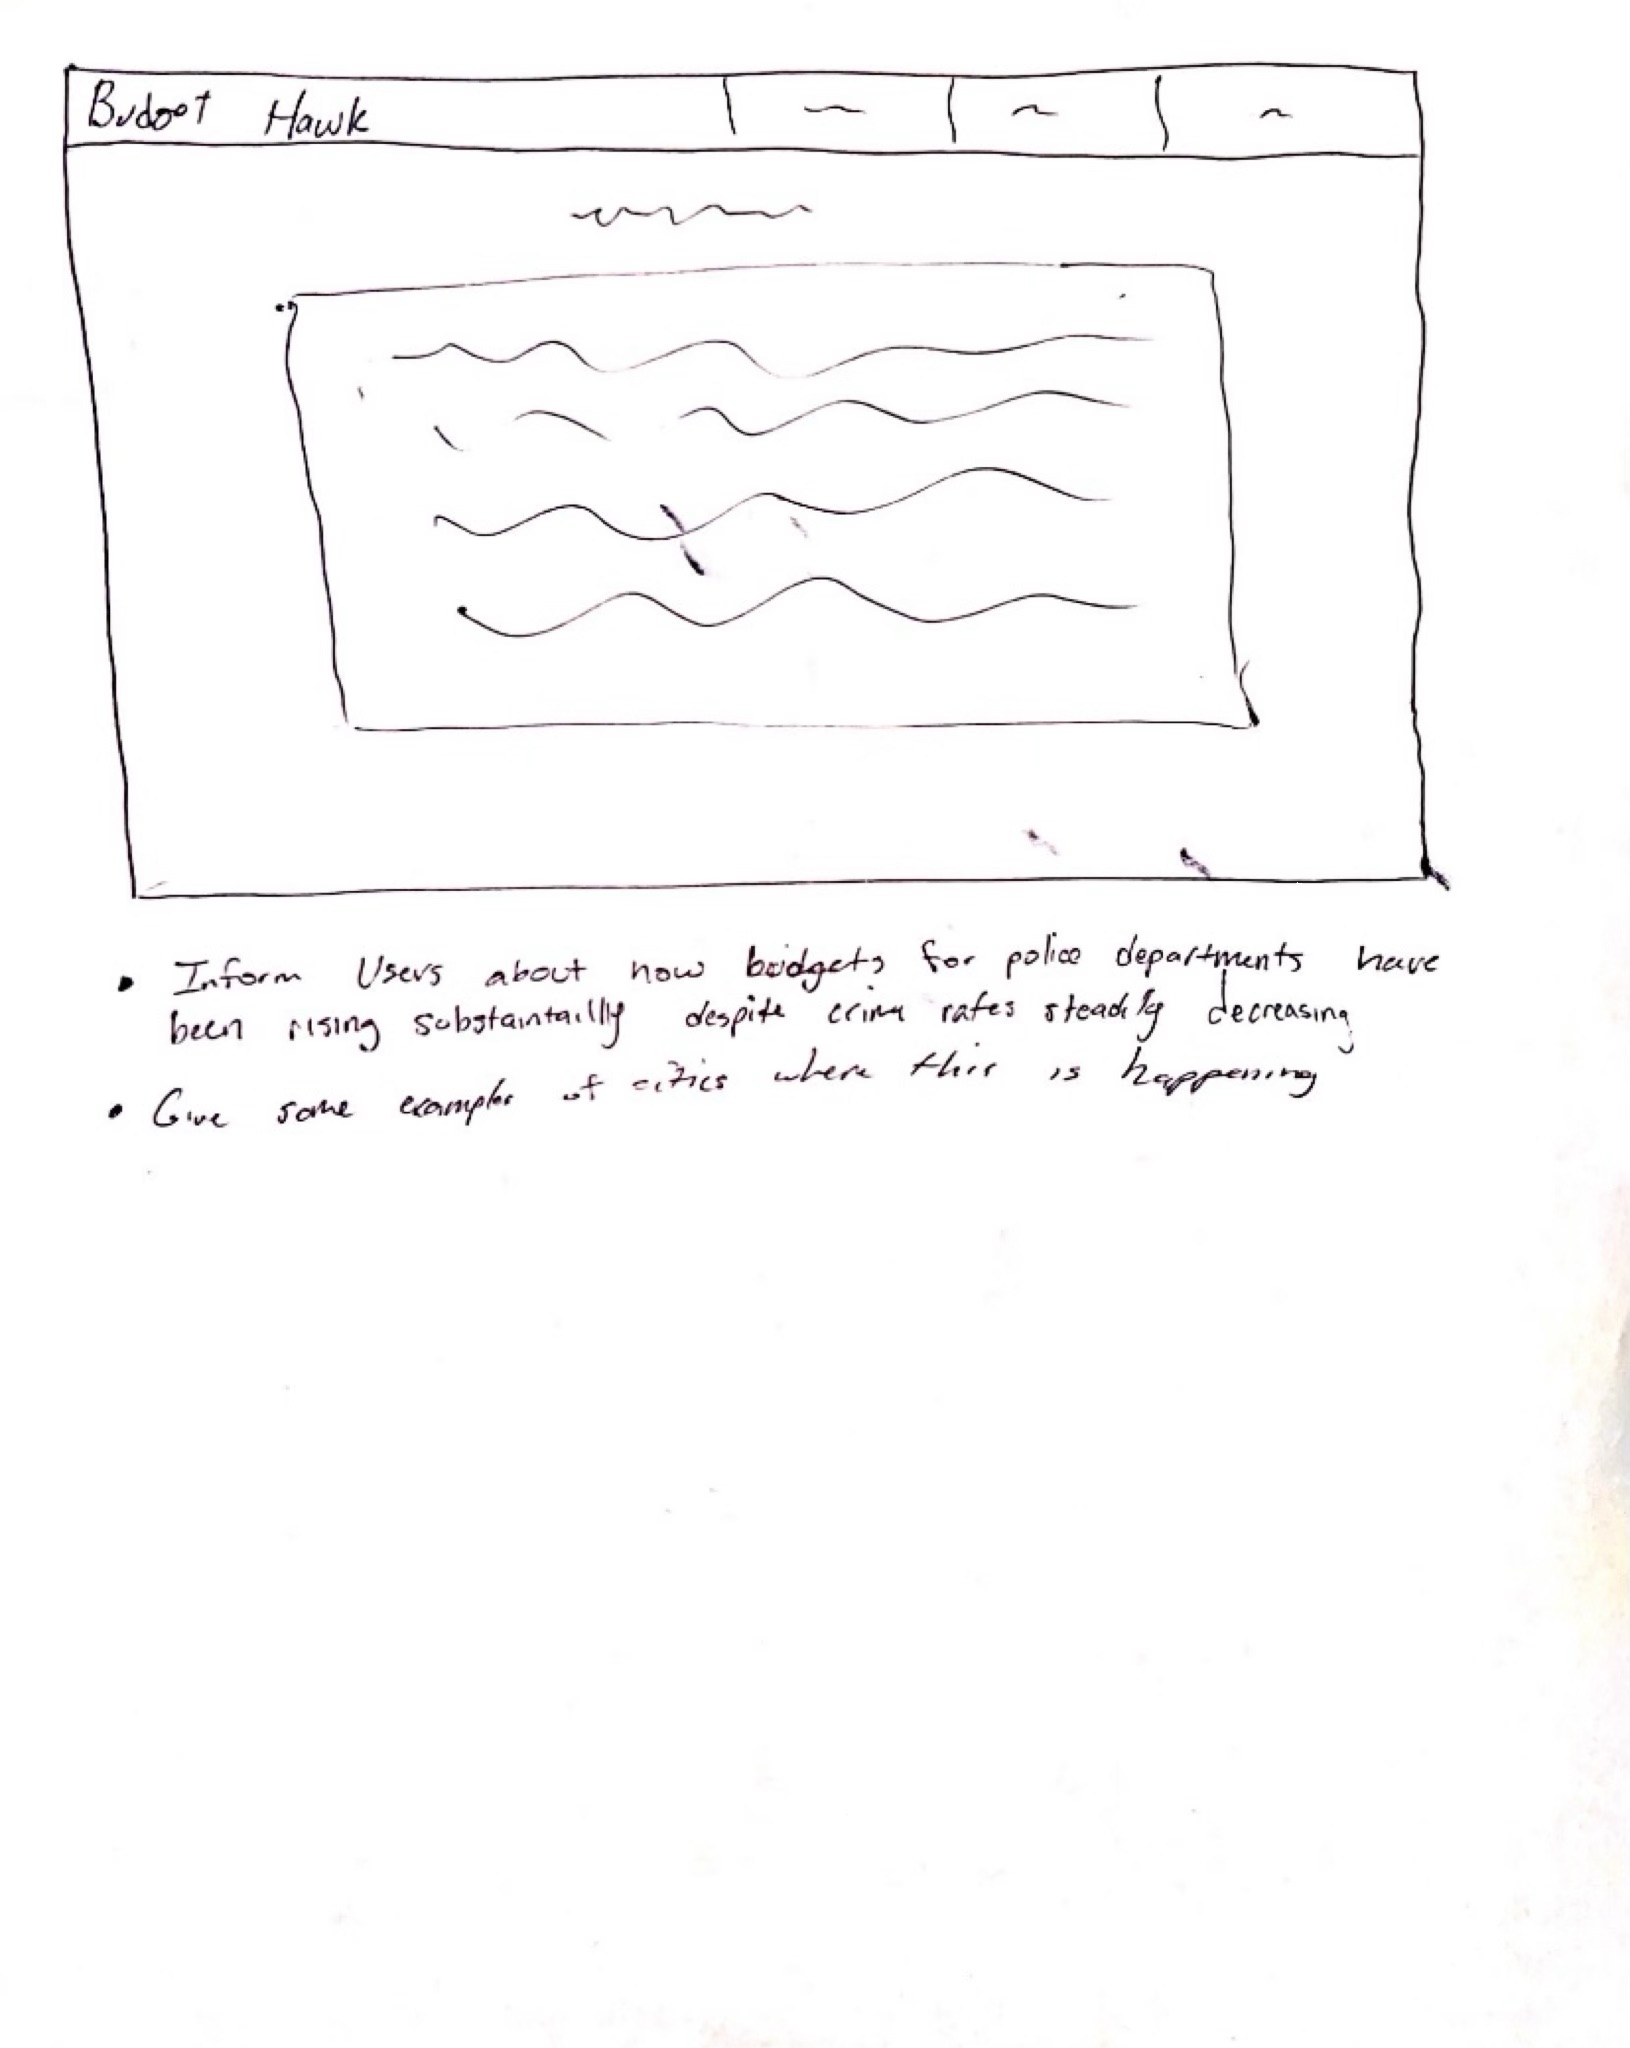 Budget Hawk
• Inform Users about how budgets for police departments have
been rising substaintailly despite crime rates steadily decreasing
• Give some examples of cities where this is happening